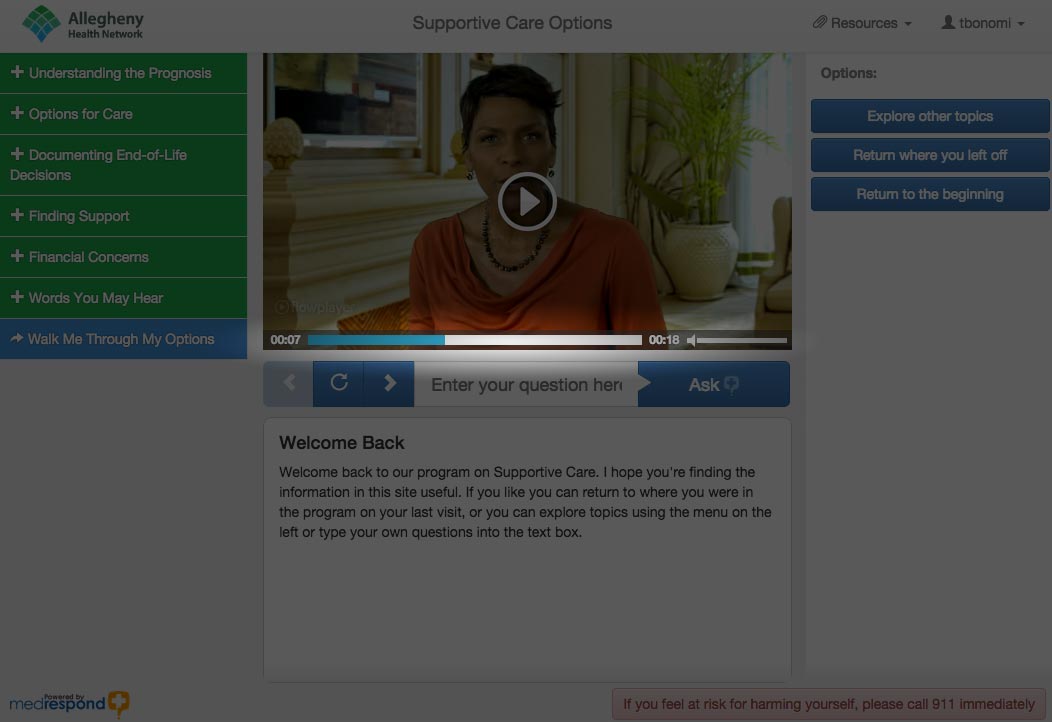 Allegheny
Health Network
Supportive Care Options
Resources
tbonomi
Understanding the Prognosis
Options for Care
Documenting End-of-Life
Decisions
Finding Support
Financial Concerns
Words You May Hear
Walk Me Through My Options
flowplayer
00:07
00:18
Enter your question here
Ask
Welcome Back
Welcome back to our program on Supportive Care. I hope you're finding the
information in this site useful. If you like you can return to where you were in
the program on your last visit, or you can explore topics using the menu on the
left or type your own questions into the text box.
Options:
Explore other topics
Return where you left off
Return to the beginning
Powered by
medrespond
If you feel at risk for harming yourself, please call 911 immediately